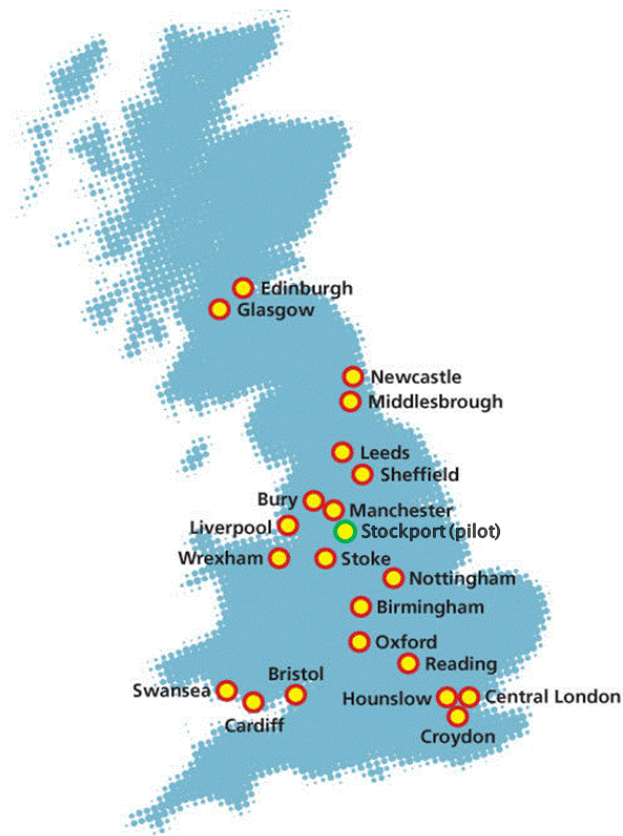 Edinburgh
Glasgow
Newcastle
Middlesbrough
Leeds
Sheffield
Bury
Manchester
Liverpool
Stockport (pilot)
Wrexham
Stoke
Nottingham
Birmingham
Oxford
Reading
Bristol
Swansea
Hounslow
Central London
Cardiff
Croydon